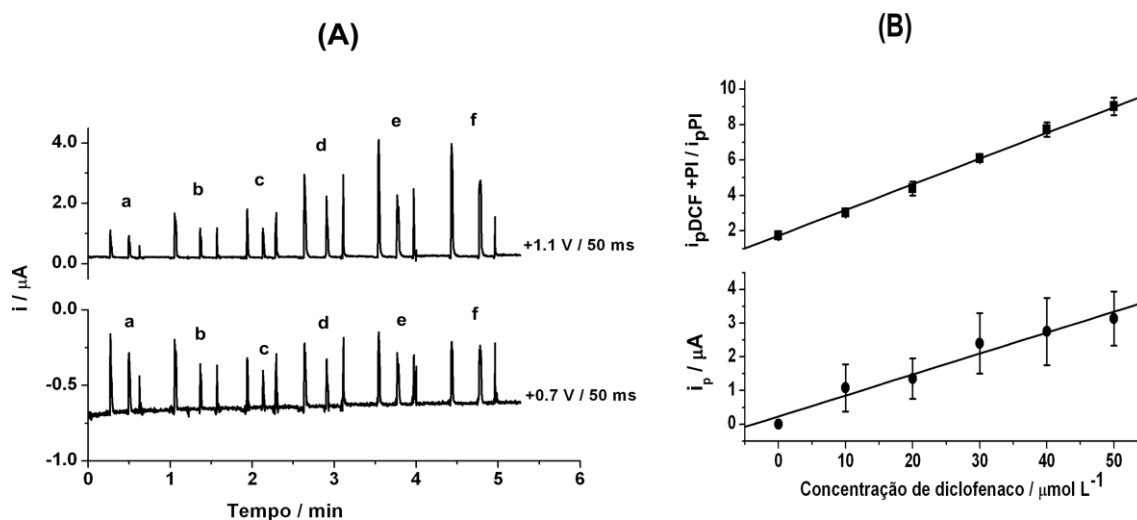 (A)
4.0
2.0
0.0
a
b
c
d
e
f
+1.1 V / 50 ms
i / μA
0.0
-0.5
-1.0
a
b
c
d
e
f
+0.7 V / 50 ms
0
1
2
3
4
5
6
Tempo / min
(B)
10
8
6
4
2
ipDCF +PI / ipPI
4
3
2
1
0
ip / μA
0
10
20
30
40
50
Concentração de diclofenaco / μmol L-1